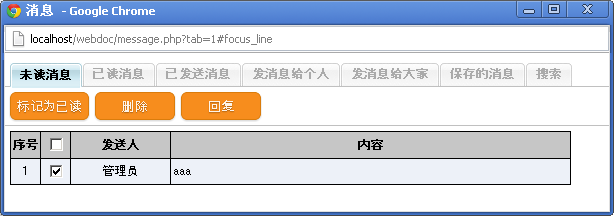 消息 - Google Chrome
localhost/webdoc/message.php?tab=1#focus_line
未读消息 已读消息 已发送消息 发消息给个人 发消息给大家 保存的消息 搜索
标记为已读 删除 回复
序号 发送人 内容
1 管理员 aaa